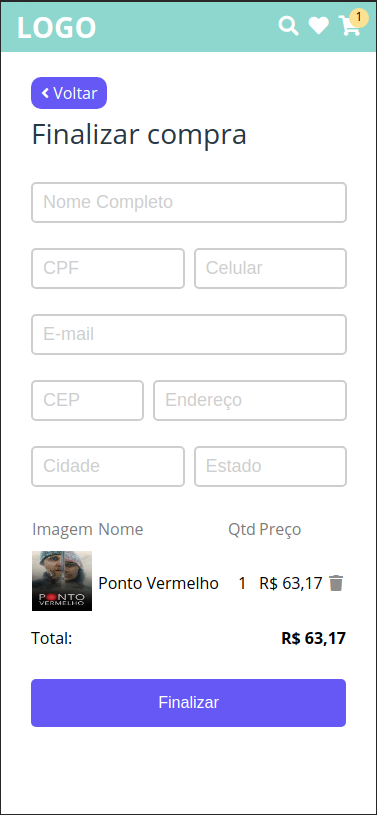 LOGO
1
Voltar
Finalizar compra
Nome Completo
CPF Celular
E-mail
CEP Endereço
Cidade Estado
Imagem Nome Qtd Preço
PONTO
VERMELHO
Ponto Vermelho 1 R$ 63,17
Total: R$ 63,17
Finalizar